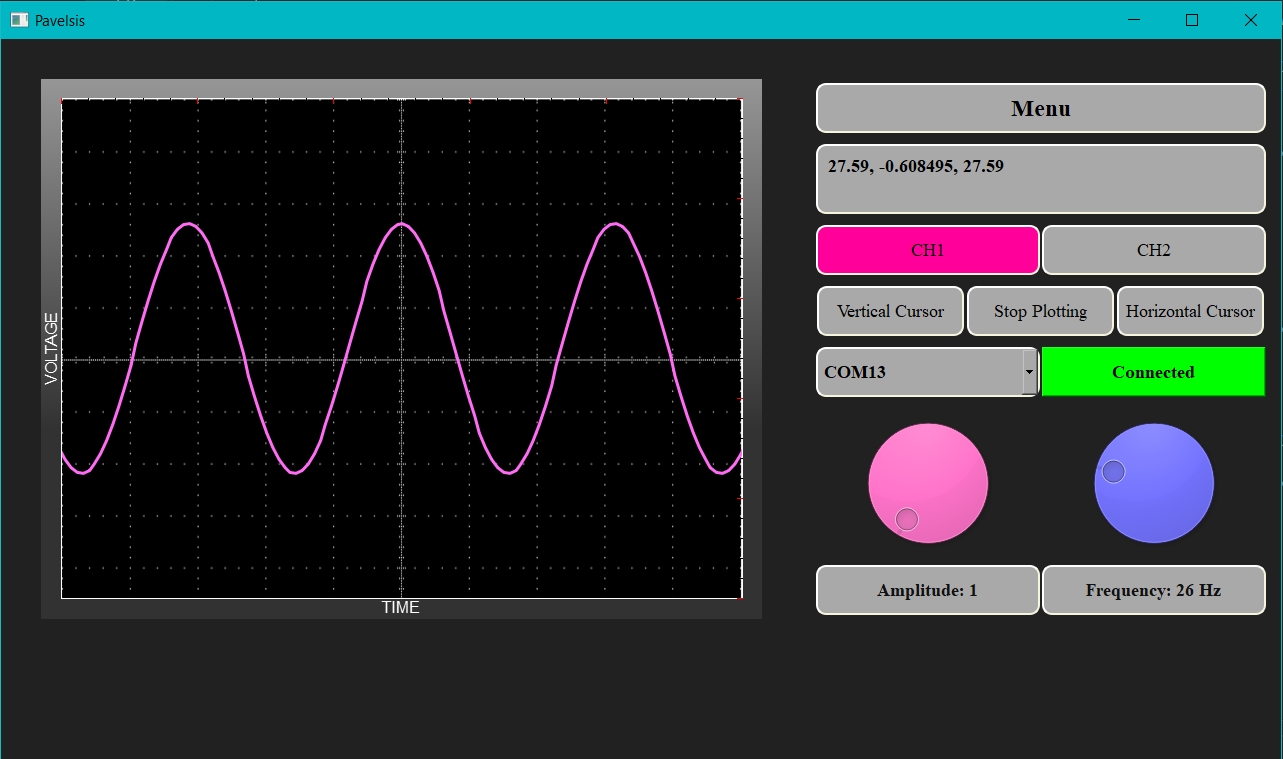 Pavelsis
VOLTAGE
TIME
Menu
27.59, -0.608495, 27.59
CH1
CH2
Vertical Cursor
Stop Plotting
Horizontal Cursor
COM13
Connected
Amplitude: 1
Frequency: 26 Hz